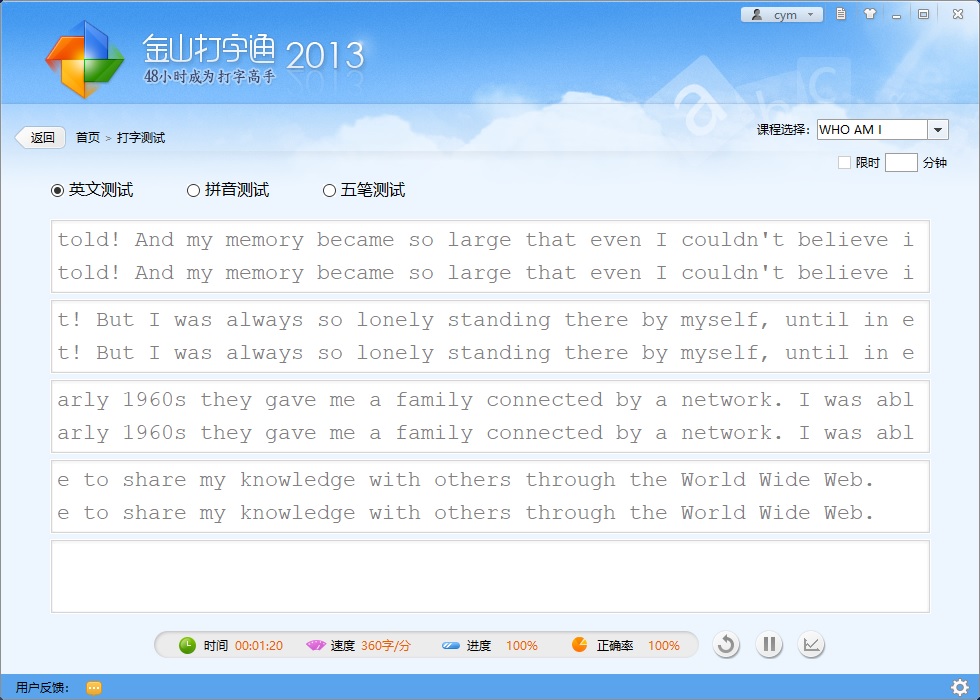 cym
金山打字通 2013
48小时成为打字高手
abc
返回 首页 > 打字测试
课程选择: WHO AM I
限时 分钟
英文测试 拼音测试 五笔测试
told! And my memory became so large that even I couldn't believe i
told! And my memory became so large that even I couldn't believe i
t! But I was always so lonely standing there by myself, until in e
t! But I was always so lonely standing there by myself, until in e
arly 1960s they gave me a family connected by a network. I was abl
arly 1960s they gave me a family connected by a network. I was abl
e to share my knowledge with others through the World Wide Web.
e to share my knowledge with others through the World Wide Web.
时间 00:01:20 速度 360字/分 进度 100% 正确率 100%
用户反馈: